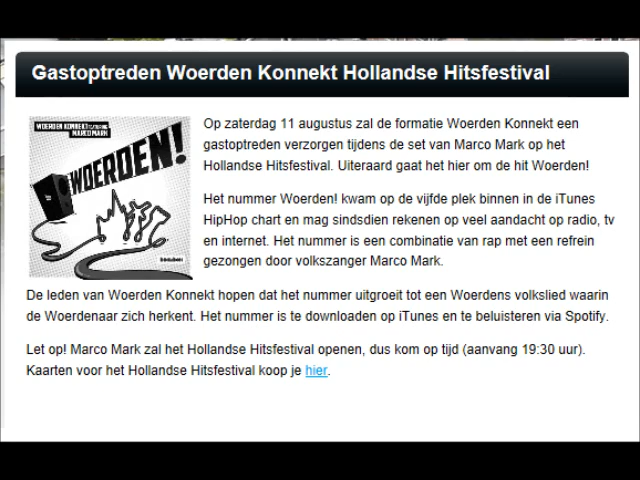 Gastoptreden Woerden Konnekt Hollandse Hitsfestival
WOERDEN KONNEKT FEATURING
MARCO MARK
WOERDEN!
Op zaterdag 11 augustus zal de formatie Woerden Konnekt een
gastoptreden verzorgen tijdens de set van Marco Mark op het
Hollandse Hitsfestival. Uiteraard gaat het hier om de hit Woerden!
Het nummer Woerden! kwam op de vijfde plek binnen in de iTunes
HipHop chart en mag sindsdien rekenen op veel aandacht op radio, tv
en internet. Het nummer is een combinatie van rap met een refrein
gezongen door volkszanger Marco Mark.
De leden van Woerden Konnekt hopen dat het nummer uitgroeit tot een Woerdens volkslied waarin
de Woerdenaar zich herkent. Het nummer is te downloaden op iTunes en te beluisteren via Spotify.
Let op! Marco Mark zal het Hollandse Hitsfestival openen, dus kom op tijd (aanvang 19:30 uur).
Kaarten voor het Hollandse Hitsfestival koop je hier.